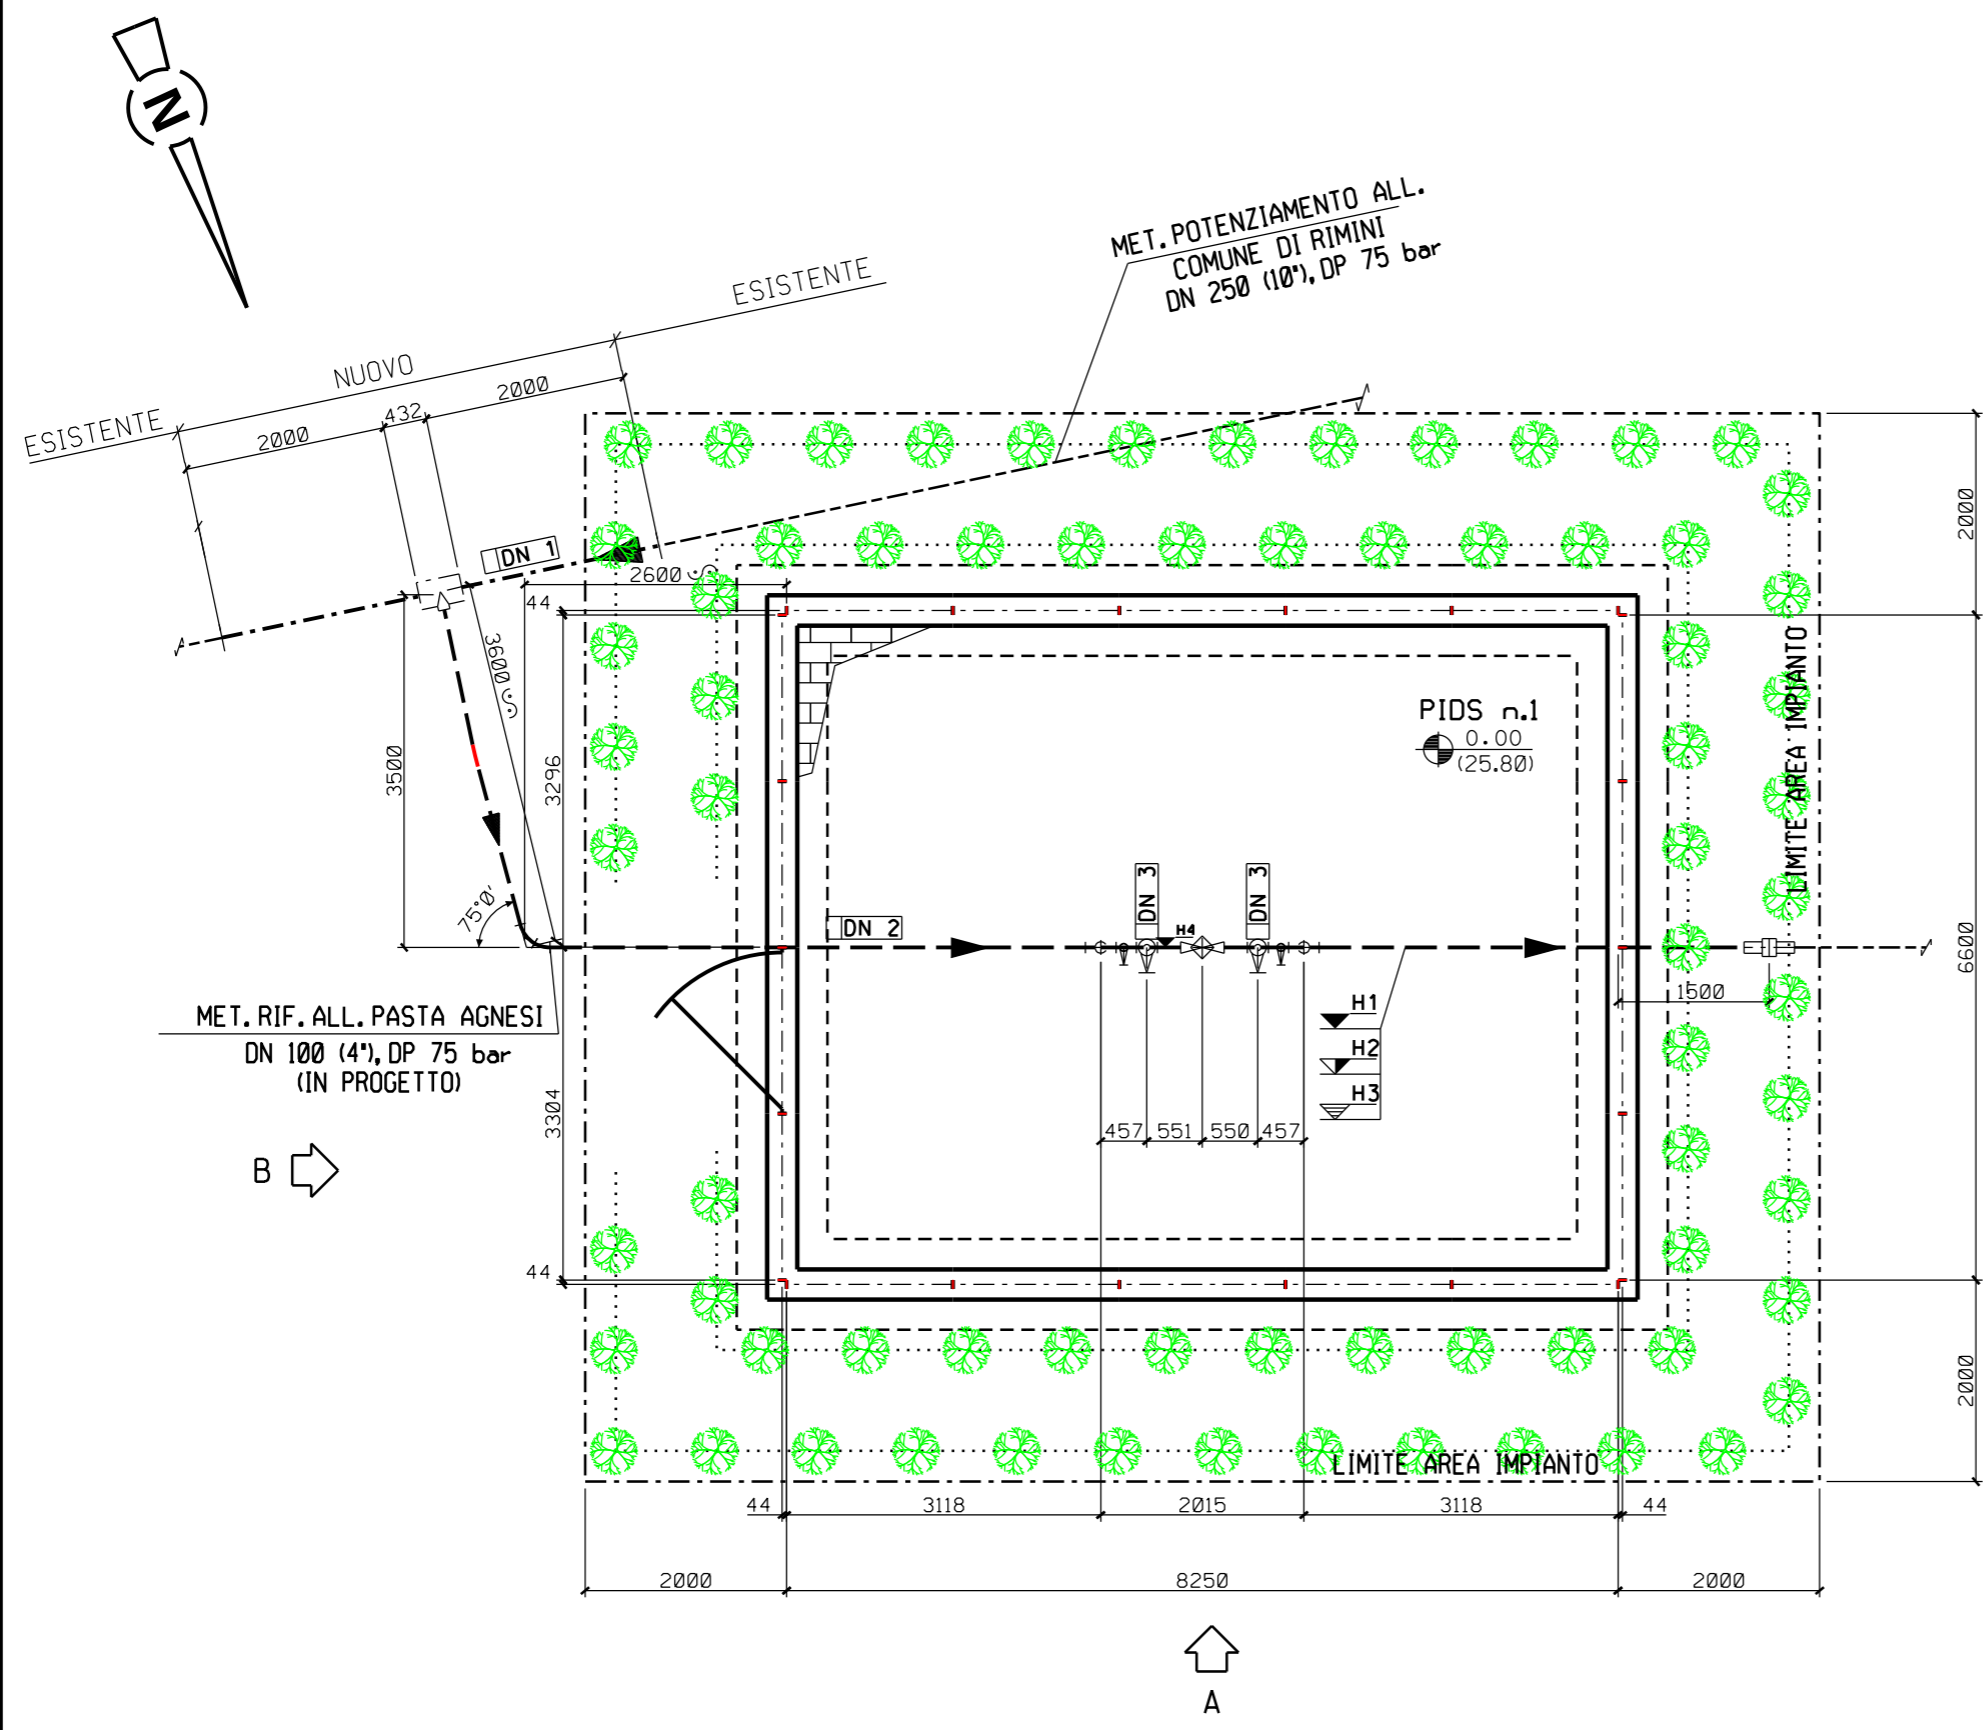 N
MET. POTENZIAMENTO ALL.
COMUNE DI RIMINI
DN 250 (10"), DP 75 bar
ESISTENTE
NUOVO
ESISTENTE
2000
432
2000
DN 1
2600
44
3600
3500
3296
75°0'
PIDS n.1
0.00
(25.80)
2000
LIMITE AREA IMPIANTO
6600
DN 2
DN 3
H4
DN 3
1500
H1
H2
H3
MET. RIF. ALL. PASTA AGNESI
DN 100 (4"), DP 75 bar
(IN PROGETTO)
3304
457
551
550
457
B
44
2000
LIMITE AREA IMPIANTO
44
3118
2015
3118
44
2000
8250
2000
A